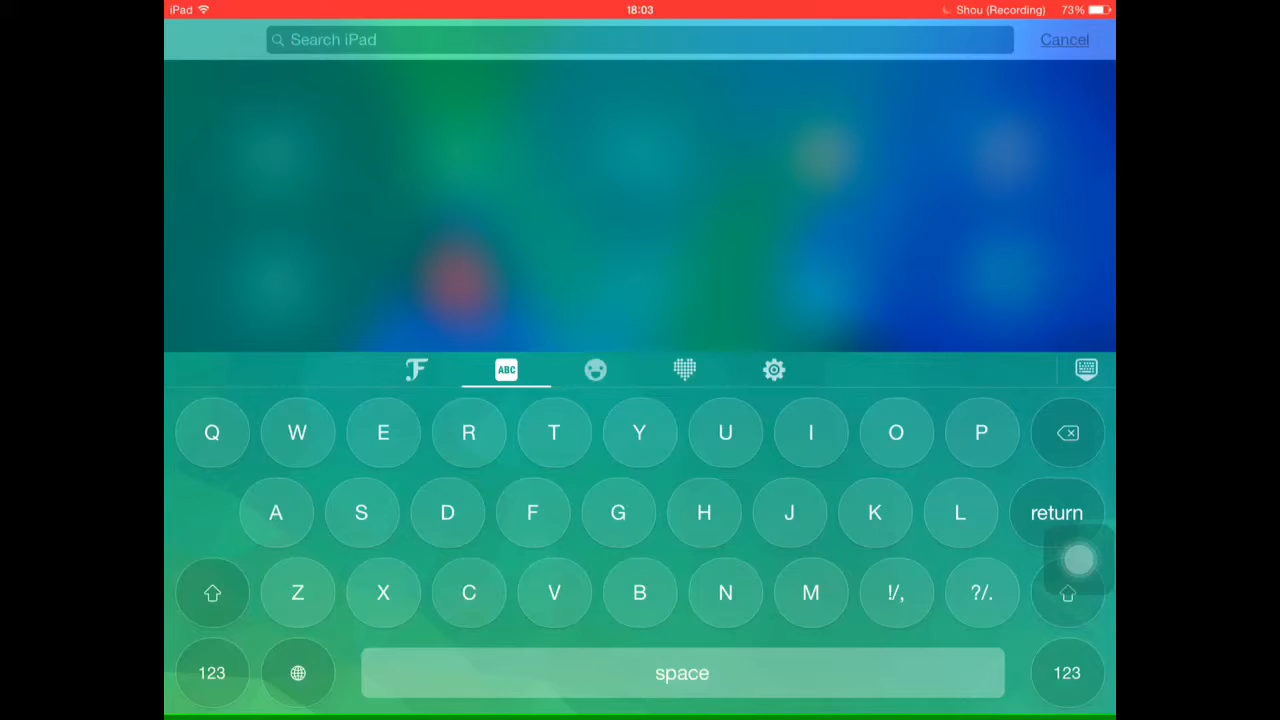 iPad 18:03 Shou (Recording) 73%
Search iPad Cancel
F ABC
Q W E R T Y U I O P
A S D F G H J K L return
Z X C V B N M !/, ?/.
123 space 123